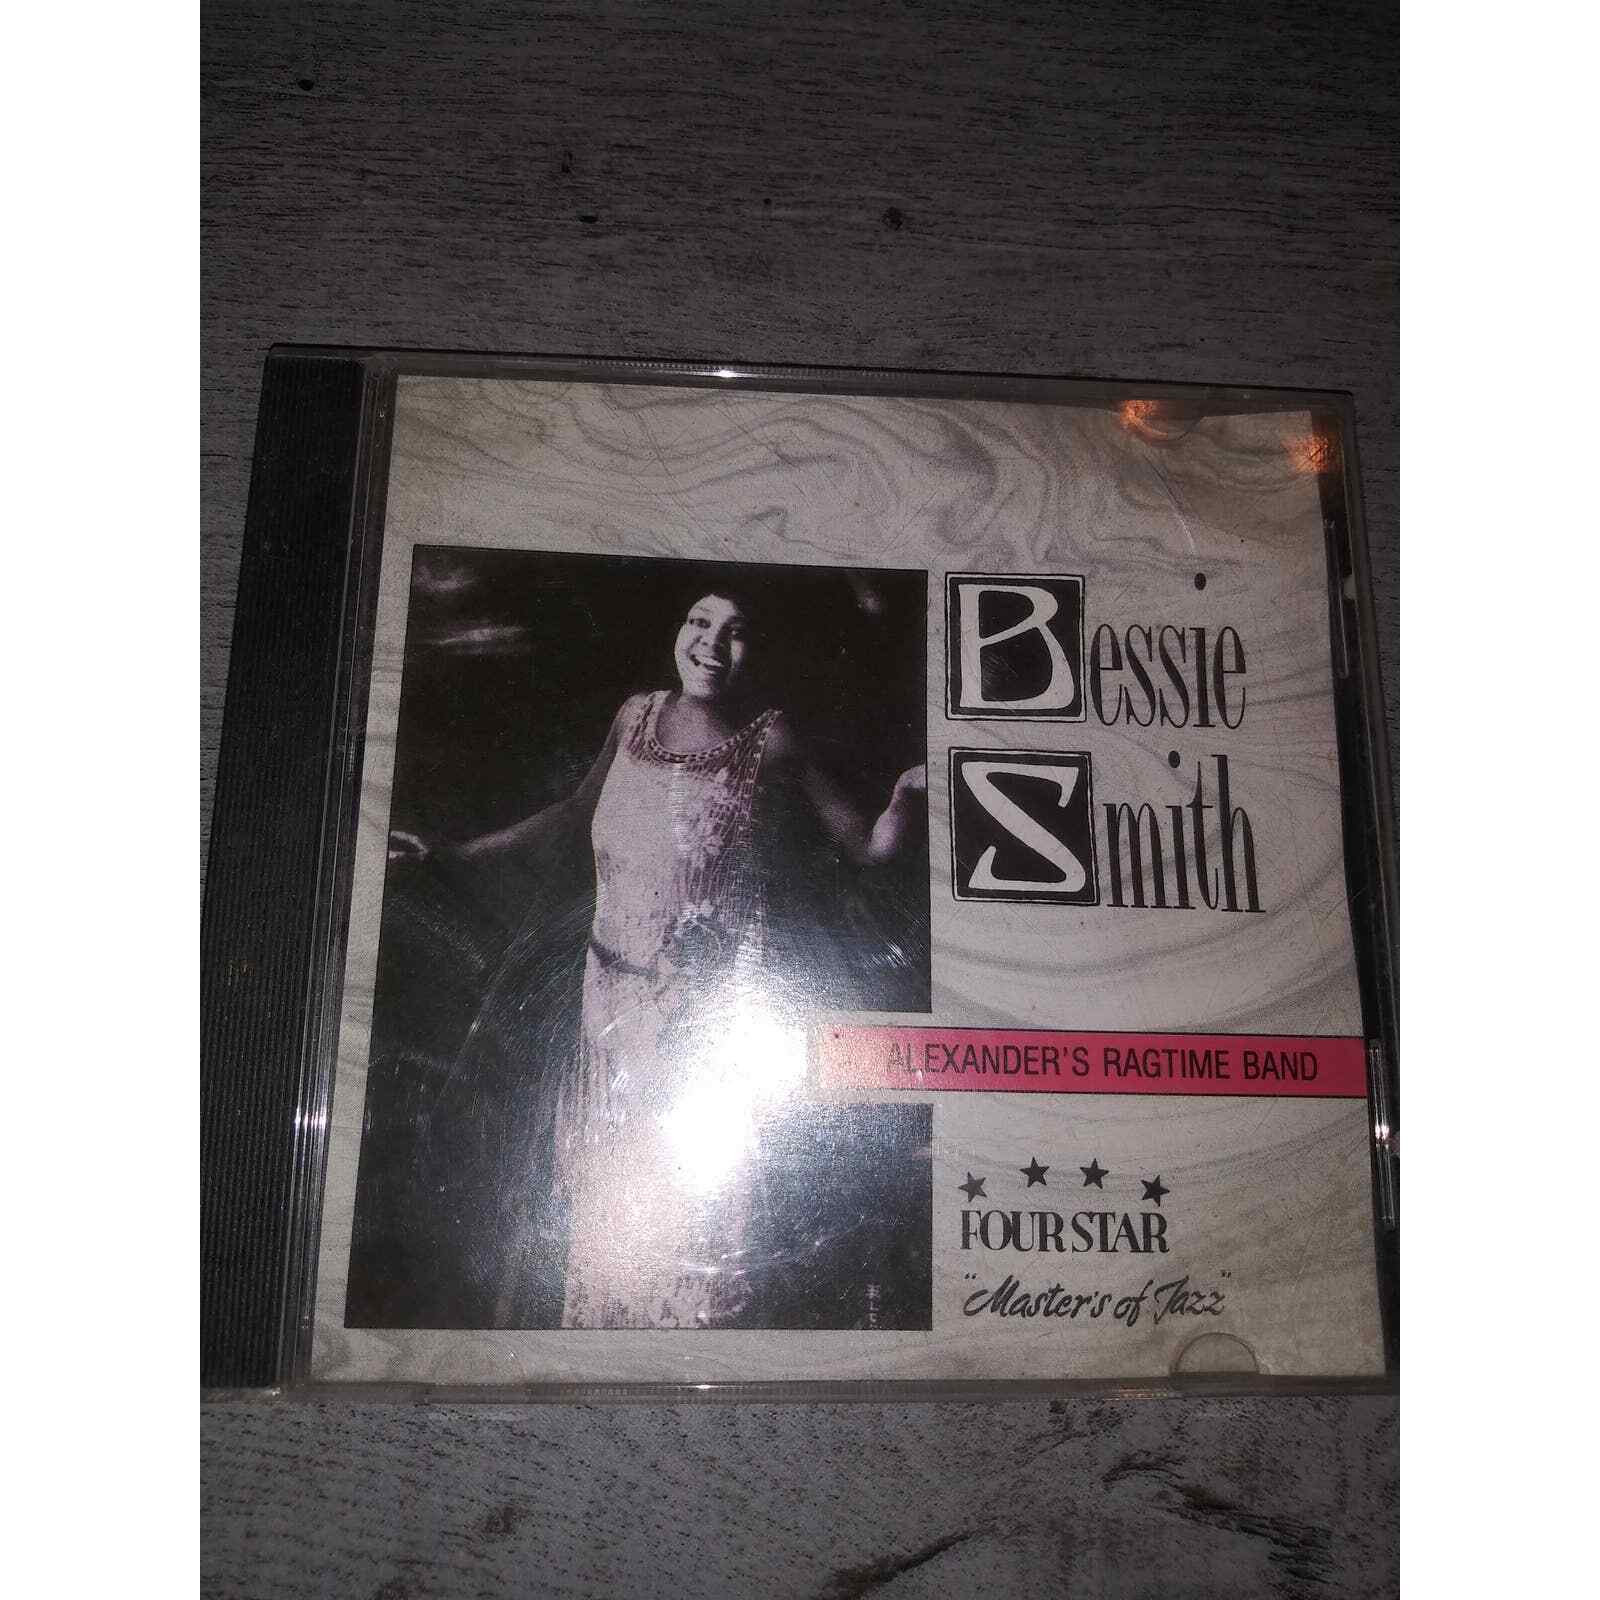 Bessie
Smith
ALEXANDER'S RAGTIME BAND
FOUR STAR
"Master's of Jazz"